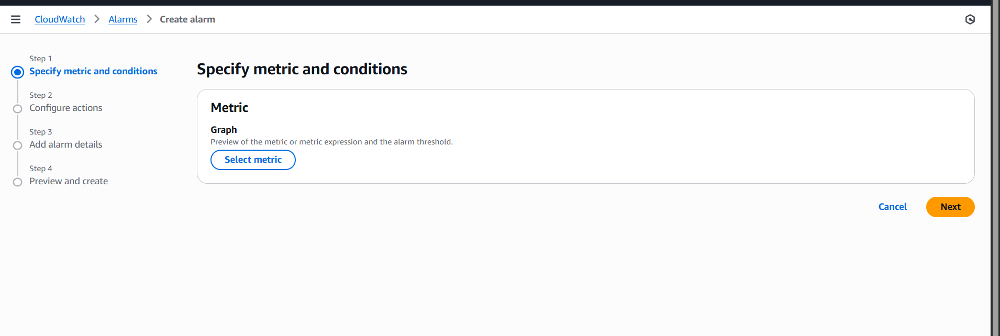 CloudWatch > Alarms > Create alarm
Step 1
Specify metric and conditions
Step 2
Configure actions
Step 3
Add alarm details
Step 4
Preview and create
Specify metric and conditions
Metric
Graph
Preview of the metric or metric expression and the alarm threshold.
Select metric
Cancel
Next